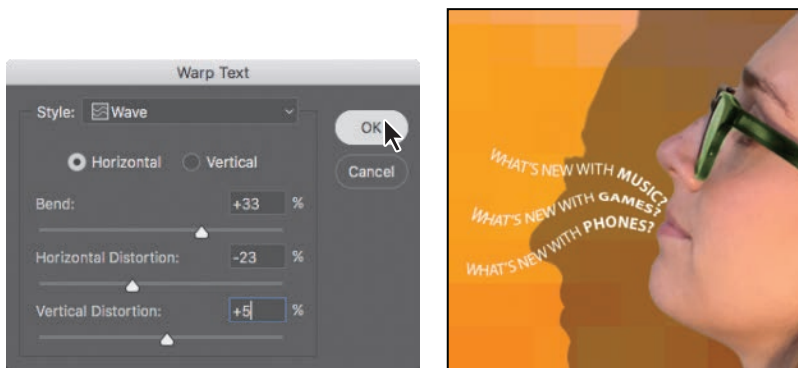 Warp Text
Style: Wave
OK
Horizontal Vertical
Cancel
Bend: +33 %
Horizontal Distortion: -23 %
Vertical Distortion: +5 %
WHAT'S NEW WITH MUSIC?
WHAT'S NEW WITH GAMES?
WHAT'S NEW WITH PHONES?